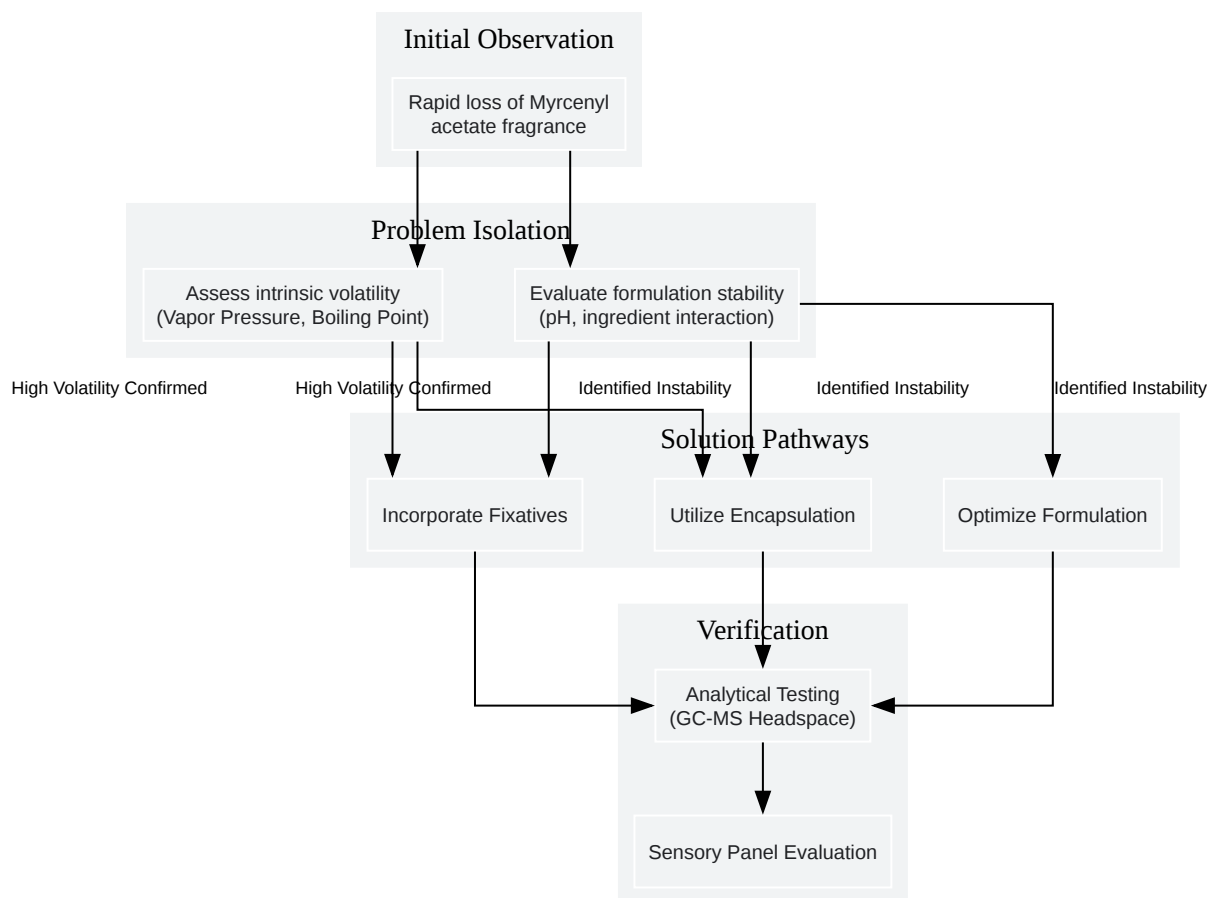 Initial Observation
Rapid loss of Myrcenyl
acetate fragrance
Problem Isolation
Assess intrinsic volatility
(Vapor Pressure, Boiling Point)
Evaluate formulation stability
(pH, ingredient interaction)
High Volatility Confirmed
High Volatility Confirmed
Identified Instability
Identified Instability
Identified Instability
Solution Pathways
Incorporate Fixatives
Utilize Encapsulation
Optimize Formulation
Verification
Analytical Testing
(GC-MS Headspace)
Sensory Panel Evaluation